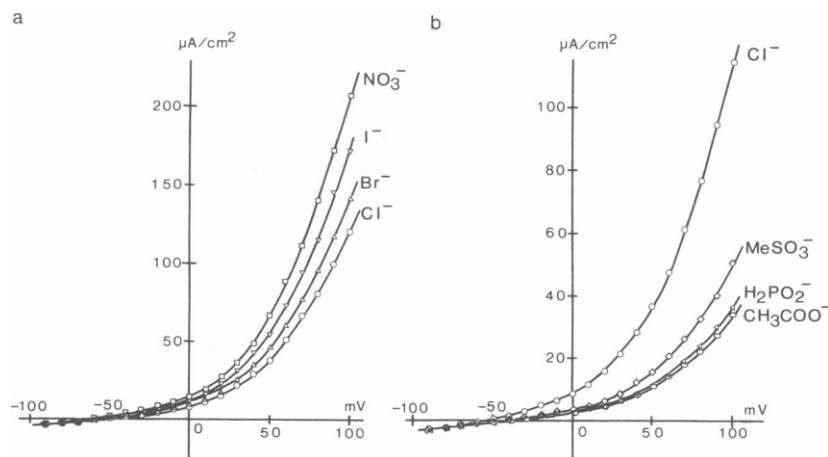 a
μA/cm²
200
150
100
50
-100
-50
0
50
100
mV
NO₃⁻
I⁻
Br⁻
Cl⁻
b
μA/cm²
100
80
60
40
20
-100
-50
0
50
100
mV
Cl⁻
MeSO₃⁻
H₂PO₂⁻
CH₃COO⁻